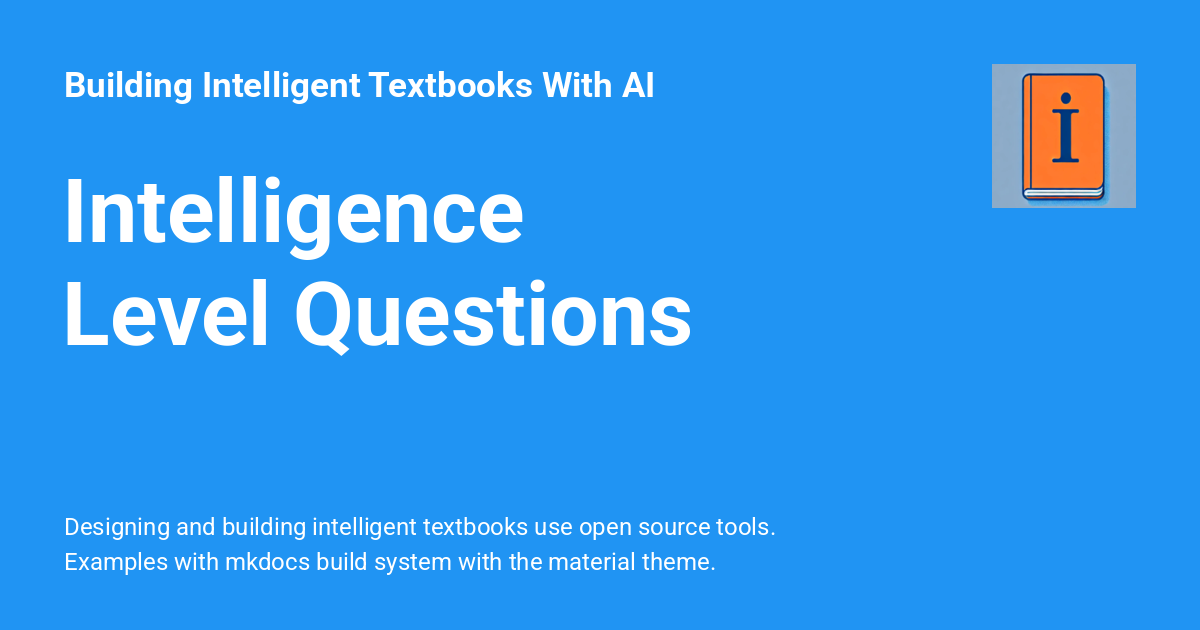 Building Intelligent Textbooks With AI
i
Intelligence
Level Questions
Designing and building intelligent textbooks use open source tools.
Examples with mkdocs build system with the material theme.